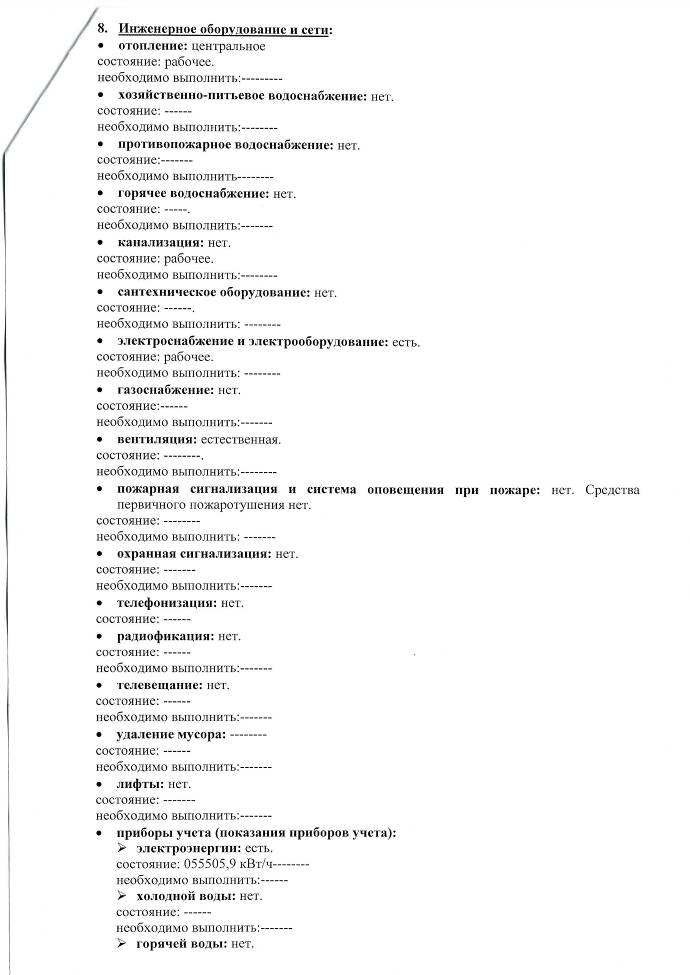 8. Инженерное оборудование и сети:
• отопление: центральное
состояние: рабочее.
необходимо выполнить:---------
• хозяйственно-питьевое водоснабжение: нет.
состояние: ------
необходимо выполнить:--------
• противопожарное водоснабжение: нет.
состояние:-------
необходимо выполнить--------
• горячее водоснабжение: нет.
состояние: -----.
необходимо выполнить:-------
• канализация: нет.
состояние: рабочее.
необходимо выполнить:--------
• сантехническое оборудование: нет.
состояние: ------.
необходимо выполнить: --------
• электроснабжение и электрооборудование: есть.
состояние: рабочее.
необходимо выполнить: --------
• газоснабжение: нет.
состояние:------
необходимо выполнить:-------
• вентиляция: естественная.
состояние: --------.
необходимо выполнить:--------
• пожарная сигнализация и система оповещения при пожаре: нет. Средства
первичного пожаротушения нет.
состояние: --------
необходимо выполнить: -------
• охранная сигнализация: нет.
состояние: -------
необходимо выполнить:-------
• телефонизация: нет.
состояние: ------
• радиофикация: нет.
состояние: ------
необходимо выполнить:-------
• телевещание: нет.
состояние: ------
необходимо выполнить:-------
• удаление мусора: --------
состояние: ------
необходимо выполнить:-------
• лифты: нет.
состояние: -------
необходимо выполнить:-------
• приборы учета (показания приборов учета):
➢ электроэнергии: есть.
состояние: 055505,9 кВт/ч--------
необходимо выполнить:------
➢ холодной воды: нет.
состояние: ------
необходимо выполнить:-------
➢ горячей воды: нет.